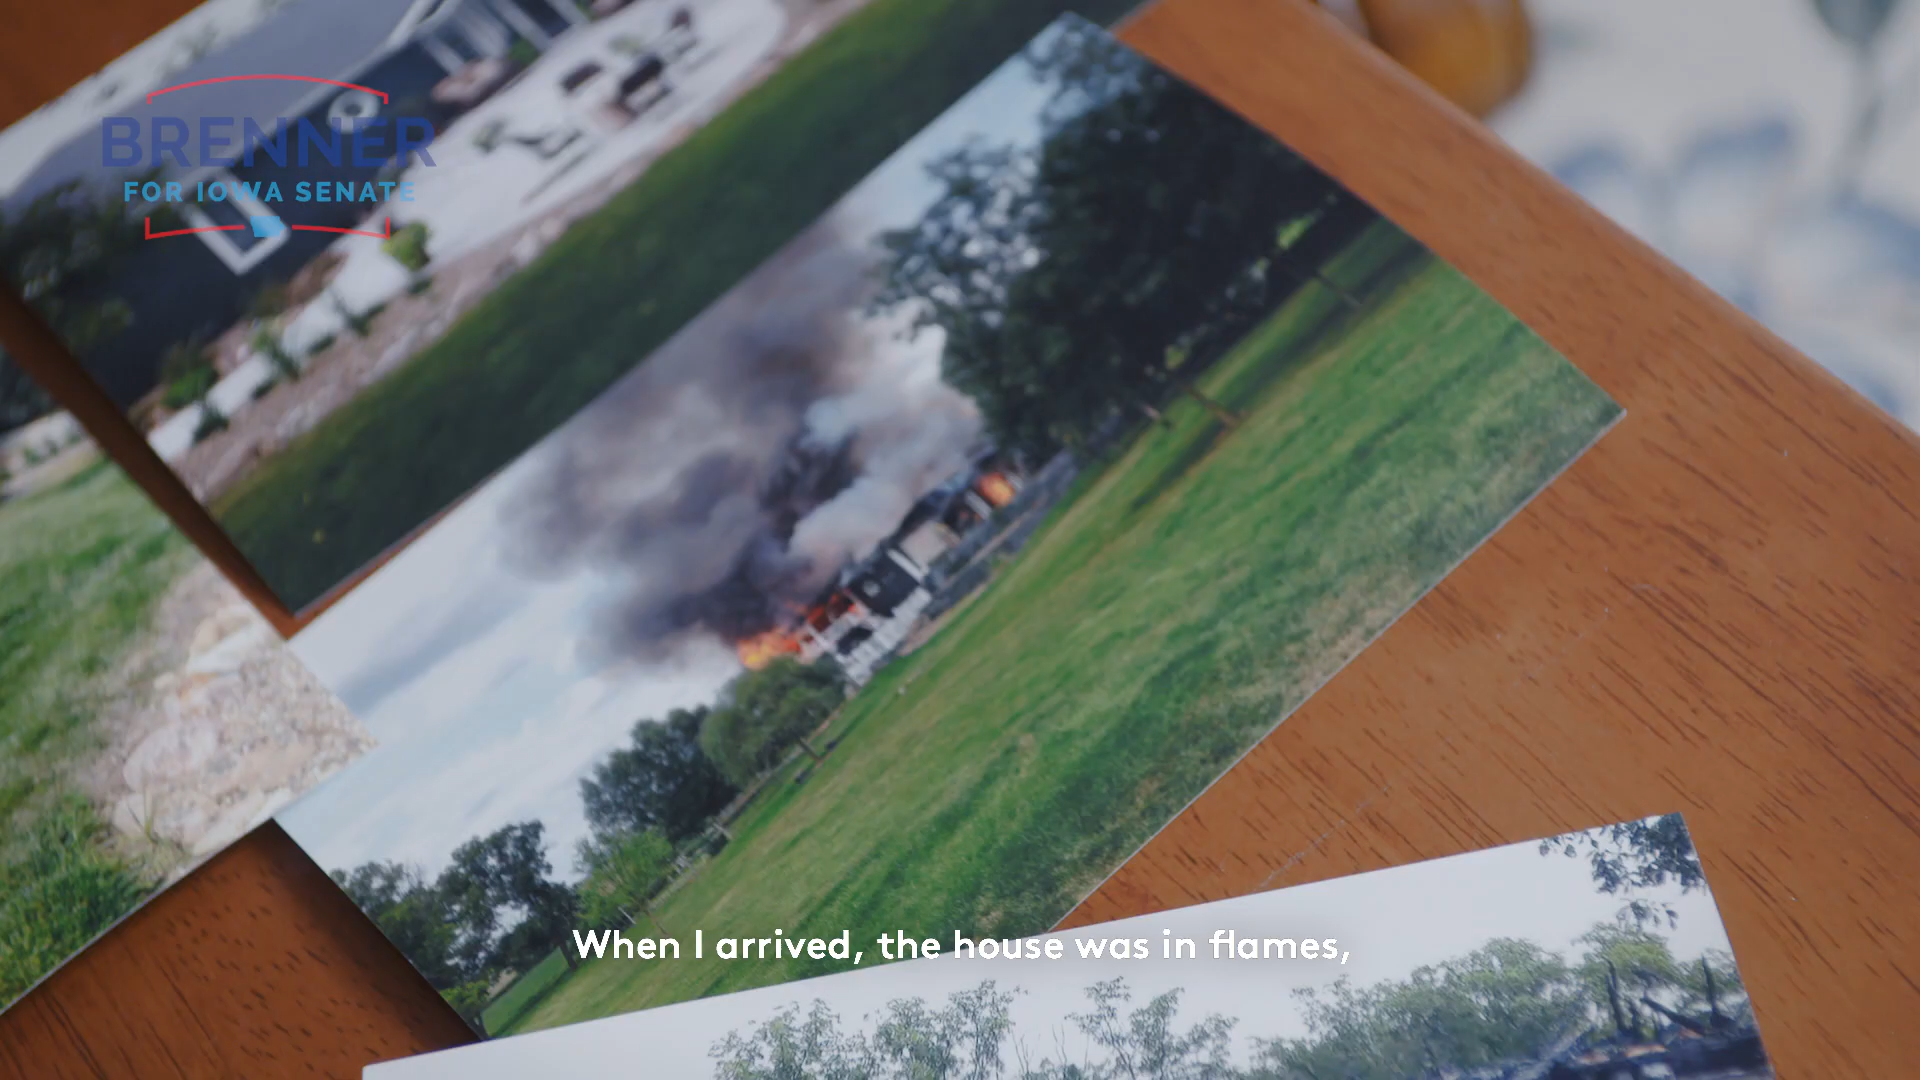 BRENNER
FOR IOWA SENATE
When I arrived, the house was in flames,